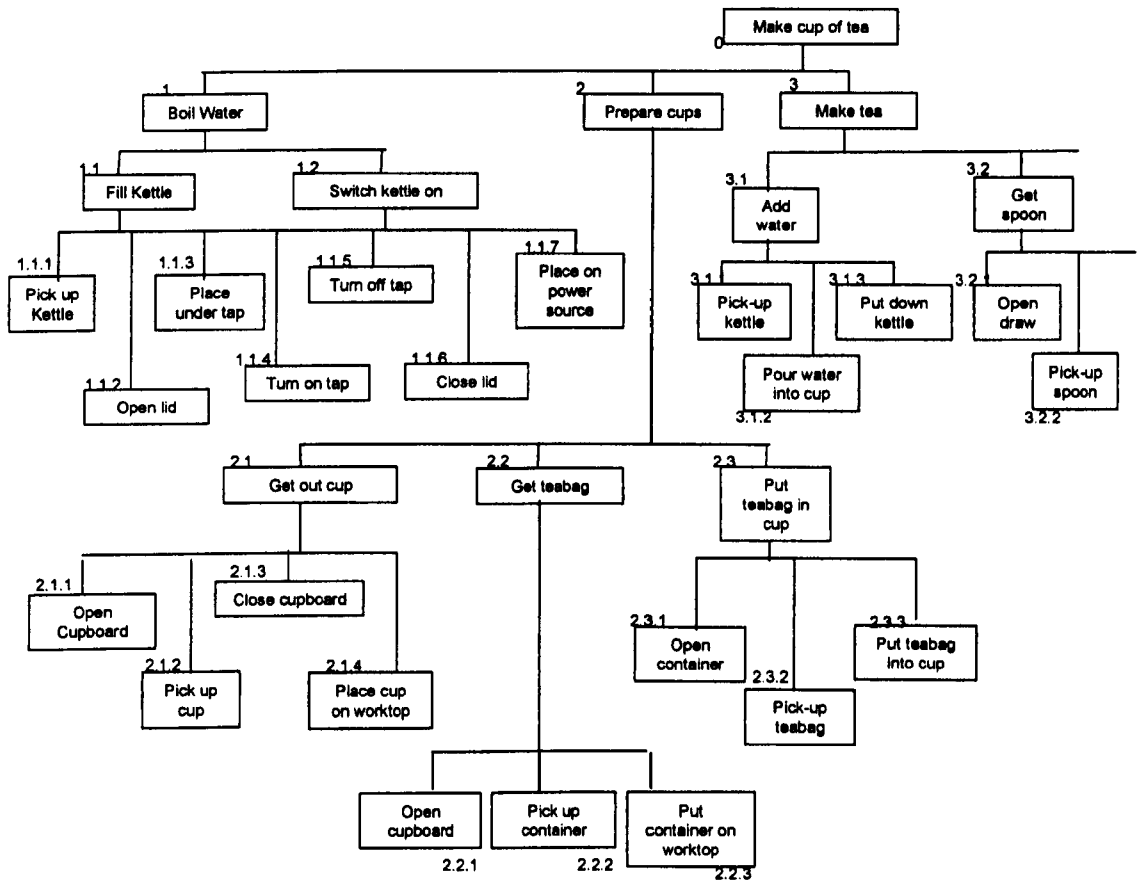 Make cup of tea
0
1
Boil Water
2
Prepare cups
3
Make tea
1.1
Fill Kettle
1.2
Switch kettle on
3.1
Add
water
3.2
Get
spoon
1.1.1
Pick up
Kettle
1.1.2
Open lid
1.1.3
Place
under tap
1.1.4
Turn on tap
1.1.5
Turn off tap
1.1.6
Close lid
1.1.7
Place on
power
source
3.1.1
Pick-up
kettle
Pour water
into cup
3.1.2
3.1.3
Put down
kettle
3.2.1
Open
draw
Pick-up
spoon
3.2.2
2.1
Get out cup
2.2
Get teabag
2.3
Put
teabag in
cup
2.1.1
Open
Cupboard
2.1.2
Pick up
cup
2.1.3
Close cupboard
2.1.4
Place cup
on worktop
2.3.1
Open
container
2.3.2
Pick-up
teabag
2.3.3
Put teabag
into cup
Open
cupboard
2.2.1
Pick up
container
2.2.2
Put
container on
worktop
2.2.3